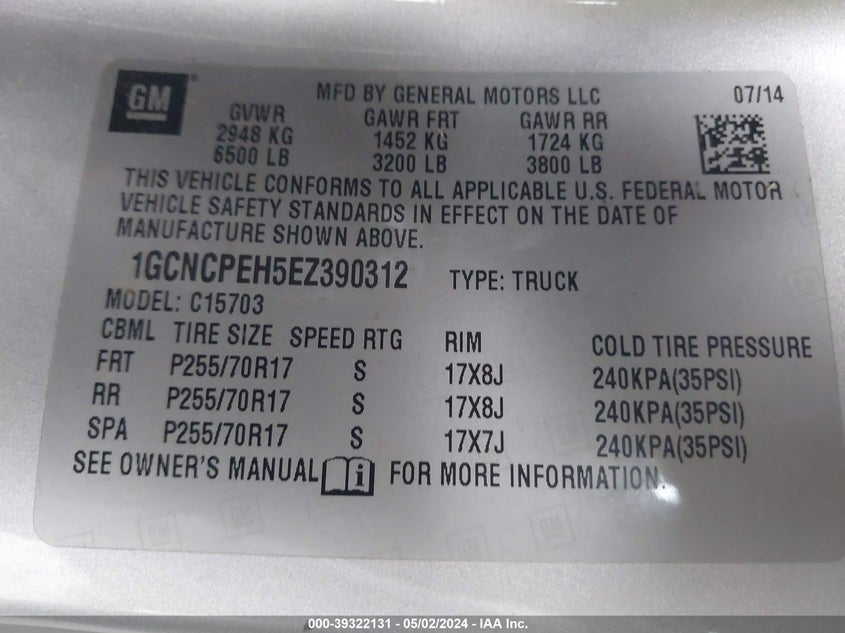 GM ® MFD BY GENERAL MOTORS LLC 07/14
GVWR GAWR FRT GAWR RR
2948 KG 1452 KG 1724 KG
6500 LB 3200 LB 3800 LB
THIS VEHICLE CONFORMS TO ALL APPLICABLE U.S. FEDERAL MOTOR
VEHICLE SAFETY STANDARDS IN EFFECT ON THE DATE OF
MANUFACTURE SHOWN ABOVE.
1GCNCPEH5EZ390312 TYPE: TRUCK
MODEL: C15703
CBML TIRE SIZE SPEED RTG RIM COLD TIRE PRESSURE
FRT P255/70R17 S 17X8J 240KPA(35PSI)
RR P255/70R17 S 17X8J 240KPA(35PSI)
SPA P255/70R17 S 17X7J 240KPA(35PSI)
SEE OWNER'S MANUAL i FOR MORE INFORMATION.
000-39322131 - 05/02/2024 - IAA Inc.